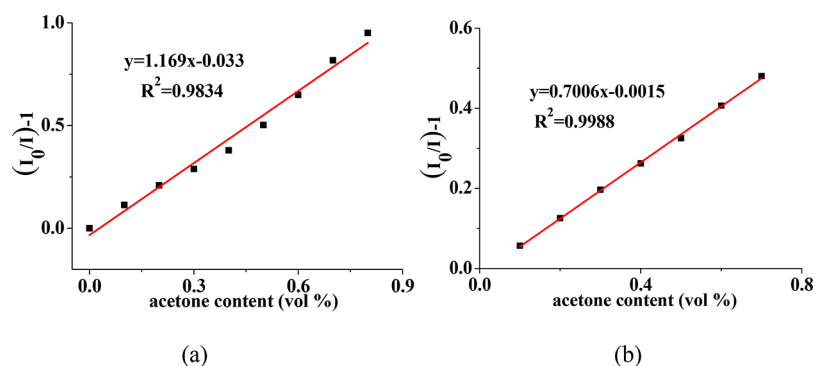 1.0
0.5
0.0
(I₀/I)-1
y=1.169x-0.033
R²=0.9834
0.0 0.3 0.6 0.9
acetone content (vol %)
(a)
0.6
0.4
0.2
0.0
(I₀/I)-1
y=0.7006x-0.0015
R²=0.9988
0.0 0.4 0.8
acetone content (vol %)
(b)